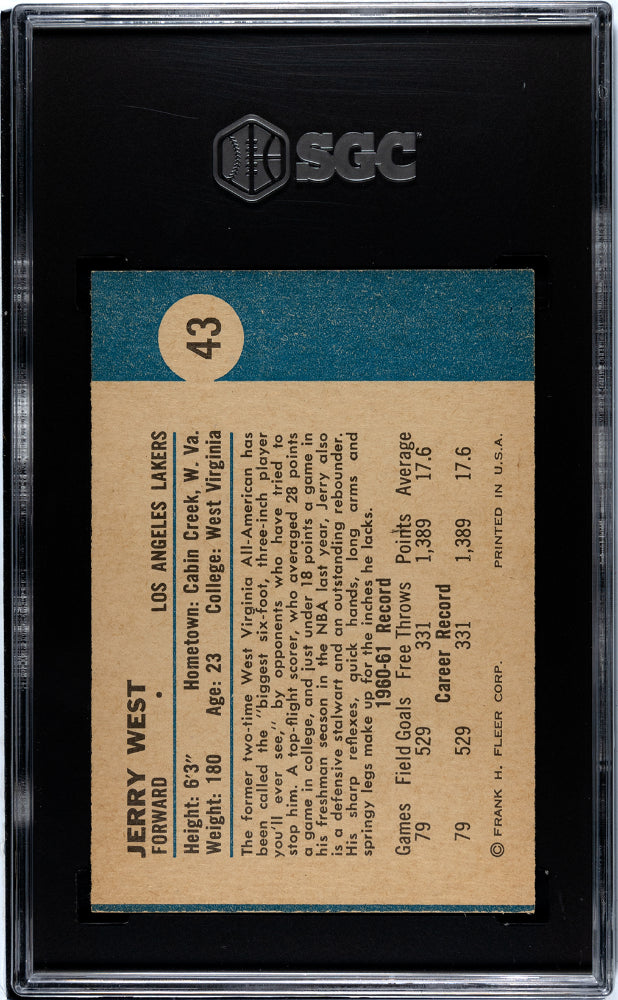 SGC
43
JERRY WEST
FORWARD LOS ANGELES LAKERS
Height: 6'3" Hometown: Cabin Creek, W. Va.
Weight: 180 Age: 23 College: West Virginia
The former two-time West Virginia All-American has
been called the "biggest six-foot, three-inch player
you'll ever see," by opponents who have tried to
stop him. A top-flight scorer, who averaged 28 points
a game in college, and just under 18 points a game in
his freshman season in the NBA last year, Jerry also
is a defensive stalwart and an outstanding rebounder.
His sharp reflexes, quick hands, long arms and
springy legs make up for the inches he lacks.
1960-61 Record
Games Field Goals Free Throws Points Average
79 529 331 1,389 17.6
Career Record
79 529 331 1,389 17.6
© FRANK H. FLEER CORP. PRINTED IN U.S.A.